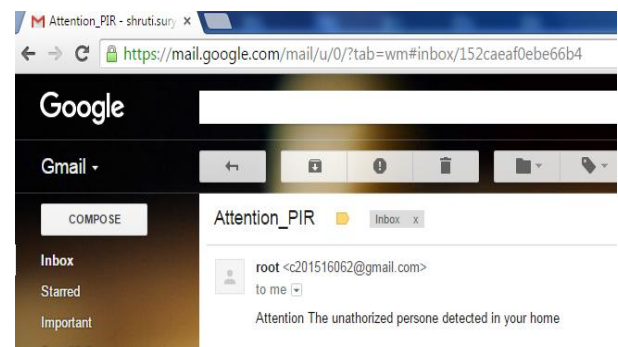 Attention_PIR - shruti.sury ×
https://mail.google.com/mail/u/0/?tab=wm#inbox/152caeaf0ebe66b4
Google
Gmail
COMPOSE
Attention_PIR Inbox x
Inbox
root <c201516062@gmail.com>
Starred
to me
Important
Attention The unathorized persone detected in your home